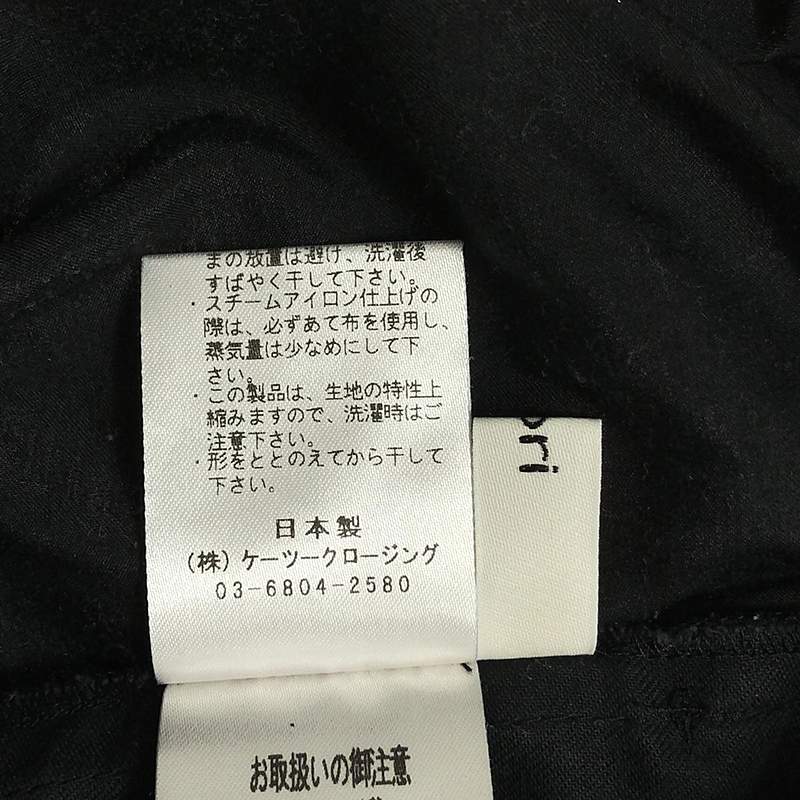 まの放置は避け、洗濯後
すばやく干して下さい。
・スチームアイロン仕上げの
際は、必ずあて布を使用し、
蒸気量は少なめにして下
さい。
・この製品は、生地の特性上
縮みますので、洗濯時はご
注意下さい。
・形をととのえてから干して
下さい。
日本製
(株)ケーツークロージング
03-6804-2580
ori
お取扱いの御注意